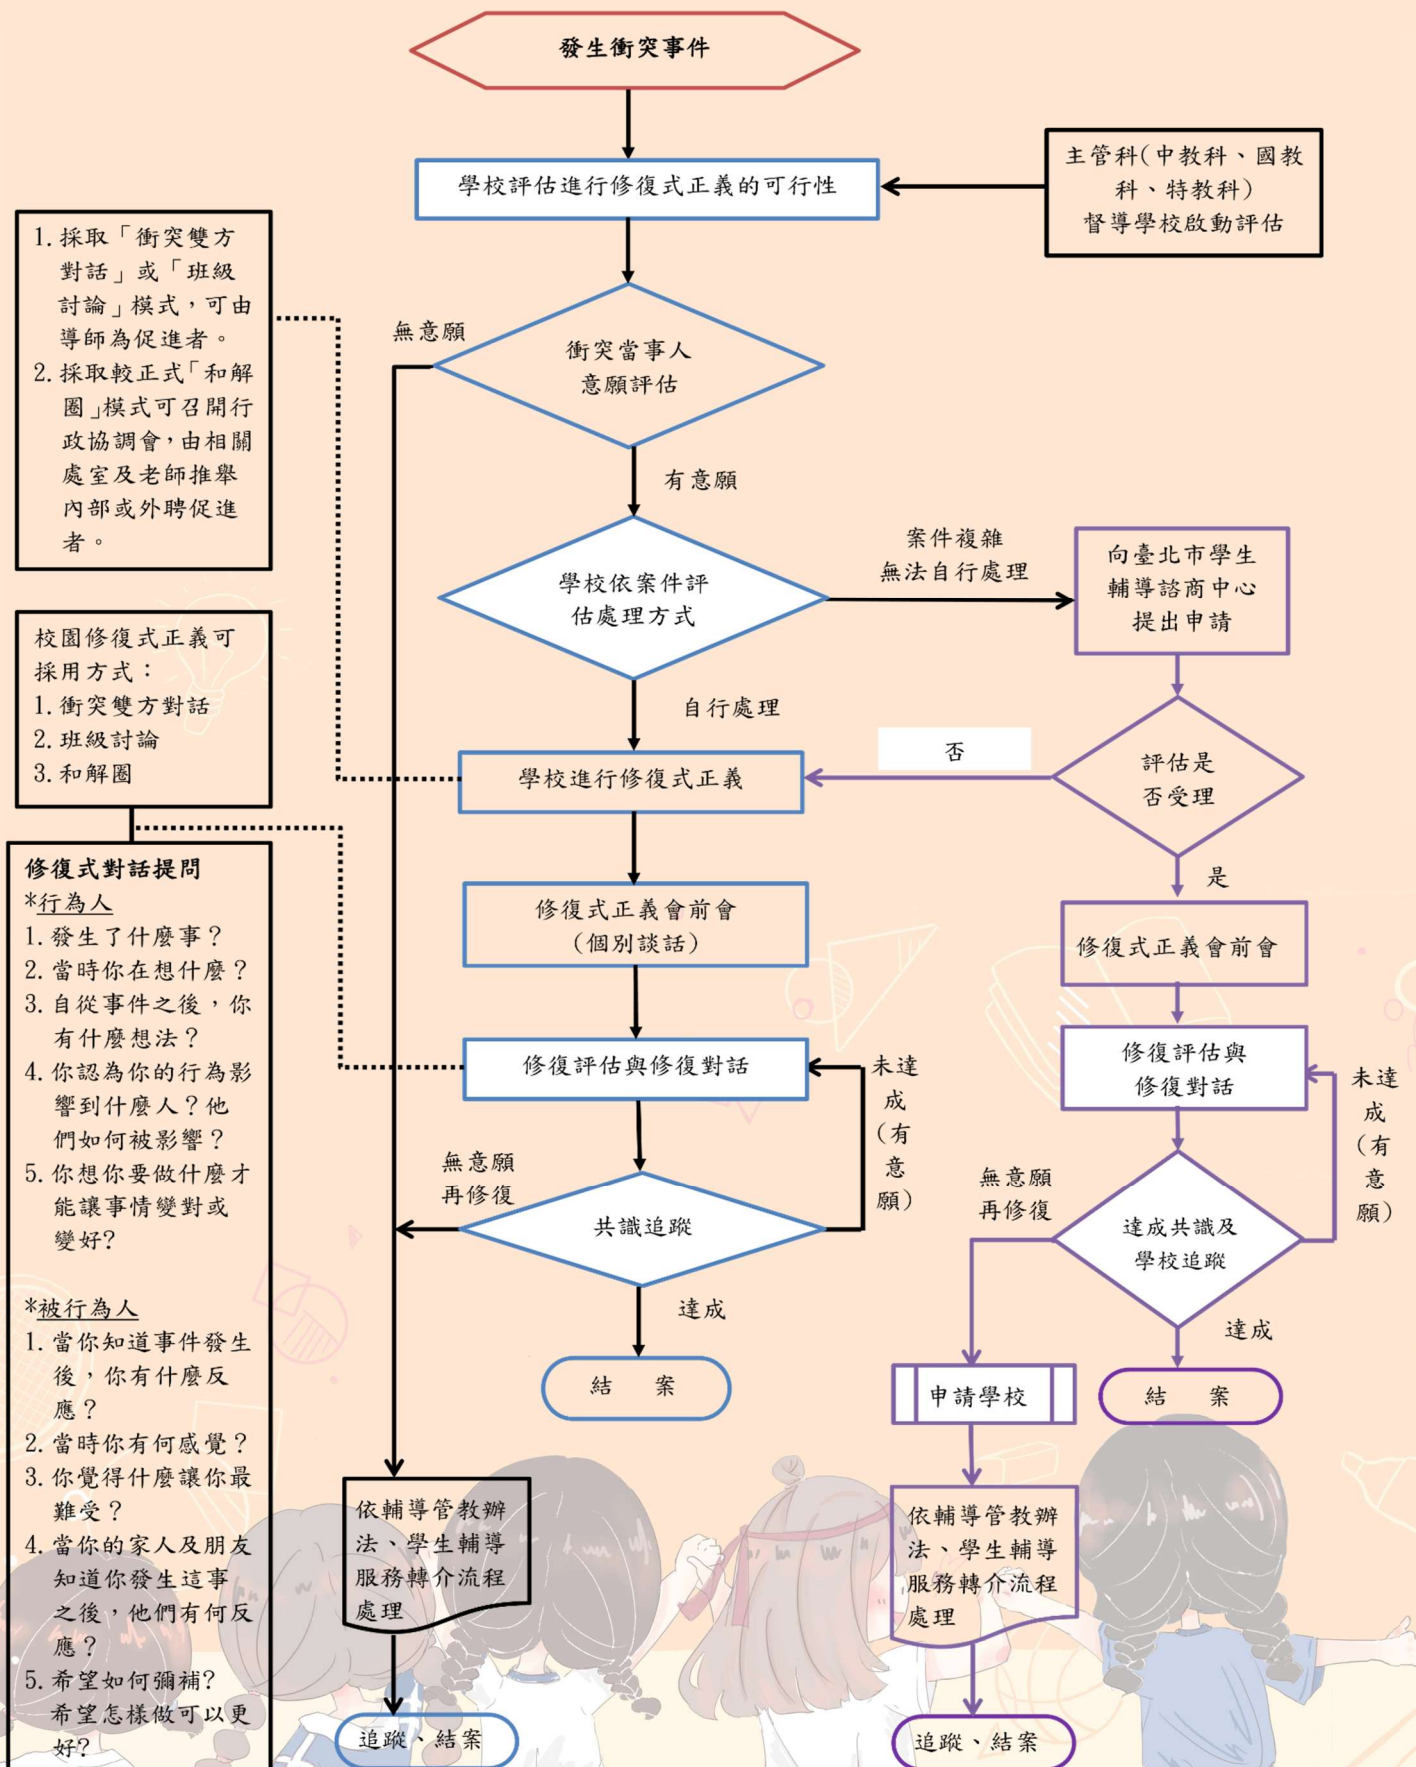 發生衝突事件
學校評估進行修復式正義的可行性
主管科(中教科、國教
科、特教科)
督導學校啟動評估
1.採取「衝突雙方
對話」或「班級
討論」模式，可由
導師為促進者。
2.採取較正式「和解
圈」模式可召開行
政協調會，由相關
處室及老師推舉
內部或外聘促進
者。
無意願
衝突當事人
意願評估
有意願
學校依案件評
估處理方式
案件複雜
無法自行處理
向臺北市學生
輔導諮商中心
提出申請
校園修復式正義可
採用方式：
1.衝突雙方對話
2.班級討論
3.和解圈
自行處理
學校進行修復式正義
否
評估是
否受理
是
修復式正義會前會
(個別談話)
修復式正義會前會
修復評估與修復對話
未達
成
(有
意
願)
修復評估與
修復對話
未達
成
(有
意
願)
無意願
再修復
共識追蹤
無意願
再修復
達成共識及
學校追蹤
達成
達成
結 案
申請學校
結 案
修復式對話提問
*行為人
1.發生了什麼事？
2.當時你在想什麼？
3.自從事件之後，你
有什麼想法？
4.你認為你的行為影
響到什麼人？他
們如何被影響？
5.你想你要做什麼才
能讓事情變對或
變好?
*被行為人
1.當你知道事件發生
後，你有什麼反
應？
2.當時你有何感覺？
3.你覺得什麼讓你最
難受？
4.當你的家人及朋友
知道你發生這事
之後，他們有何反
應？
5.希望如何彌補?
希望怎樣做可以更
好?
依輔導管教辦
法、學生輔導
服務轉介流程
處理
依輔導管教辦
法、學生輔導
服務轉介流程
處理
追蹤、結案
追蹤、結案